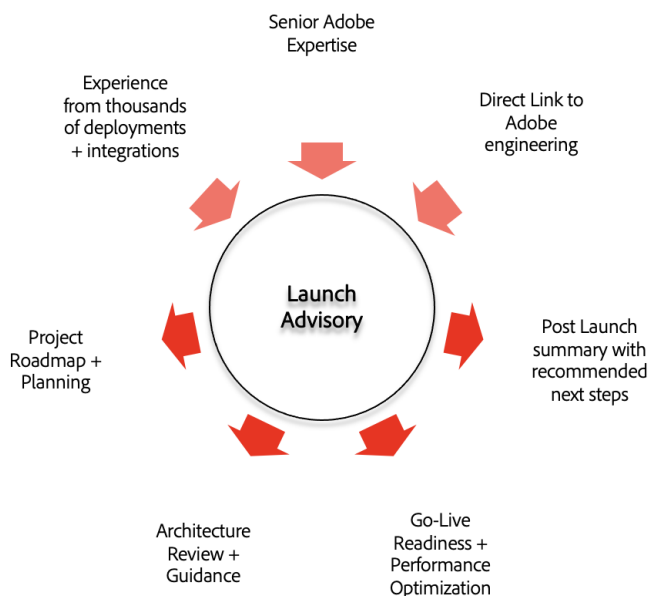 Senior Adobe
Expertise
Experience
from thousands
of deployments
+ integrations
Direct Link to
Adobe
engineering
Launch
Advisory
Project
Roadmap +
Planning
Post Launch
summary with
recommended
next steps
Architecture
Review +
Guidance
Go-Live
Readiness +
Performance
Optimization